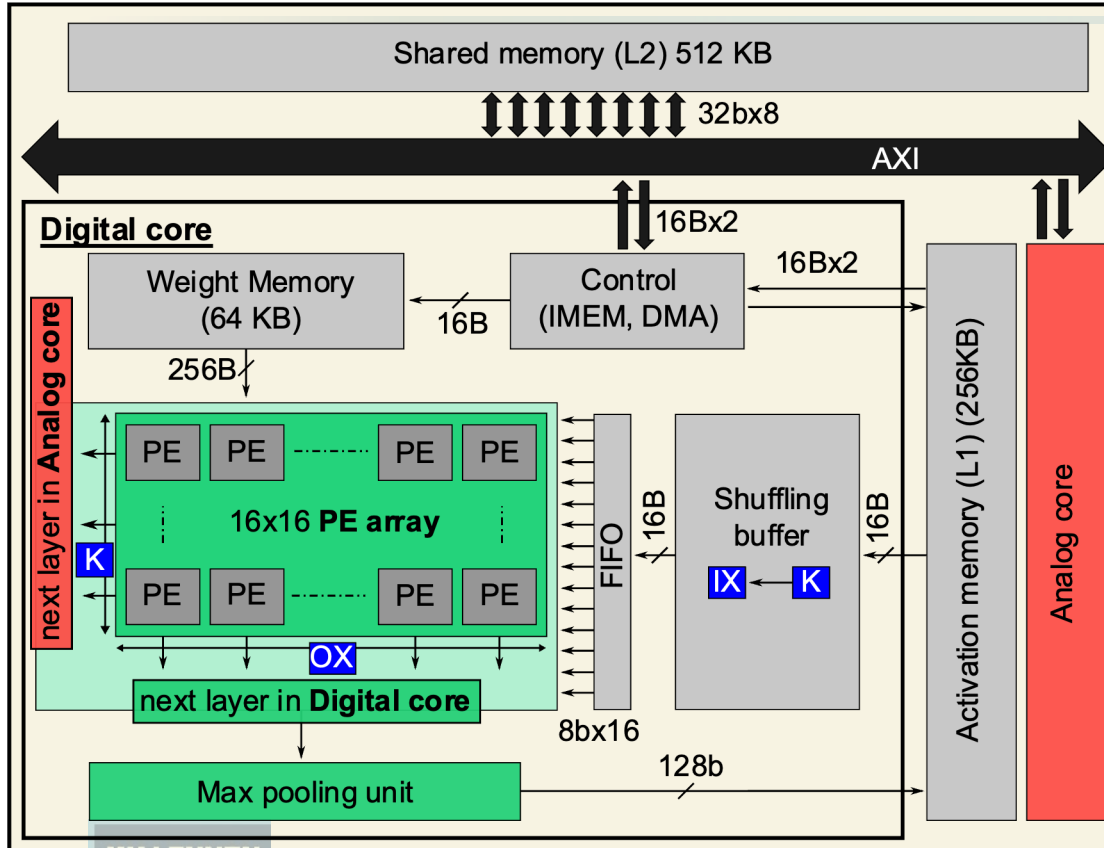 Shared memory (L2) 512 KB
32bx8
AXI
16Bx2
Digital core
Weight Memory
(64 KB)
16B
Control
(IMEM, DMA)
16Bx2
256B
next layer in Analog core
K
PE PE PE PE
16x16 PE array
PE PE PE PE
OX
next layer in Digital core
8bx16
FIFO
16B
Shuffling
buffer
IX K
16B
Activation memory (L1) (256KB)
Analog core
Max pooling unit
128b